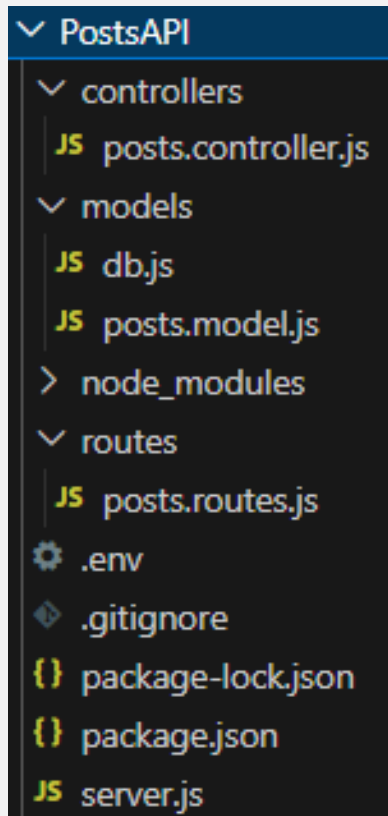 PostsAPI
controllers
JS posts.controller.js
models
JS db.js
JS posts.model.js
node_modules
routes
JS posts.routes.js
.env
.gitignore
{} package-lock.json
{} package.json
JS server.js